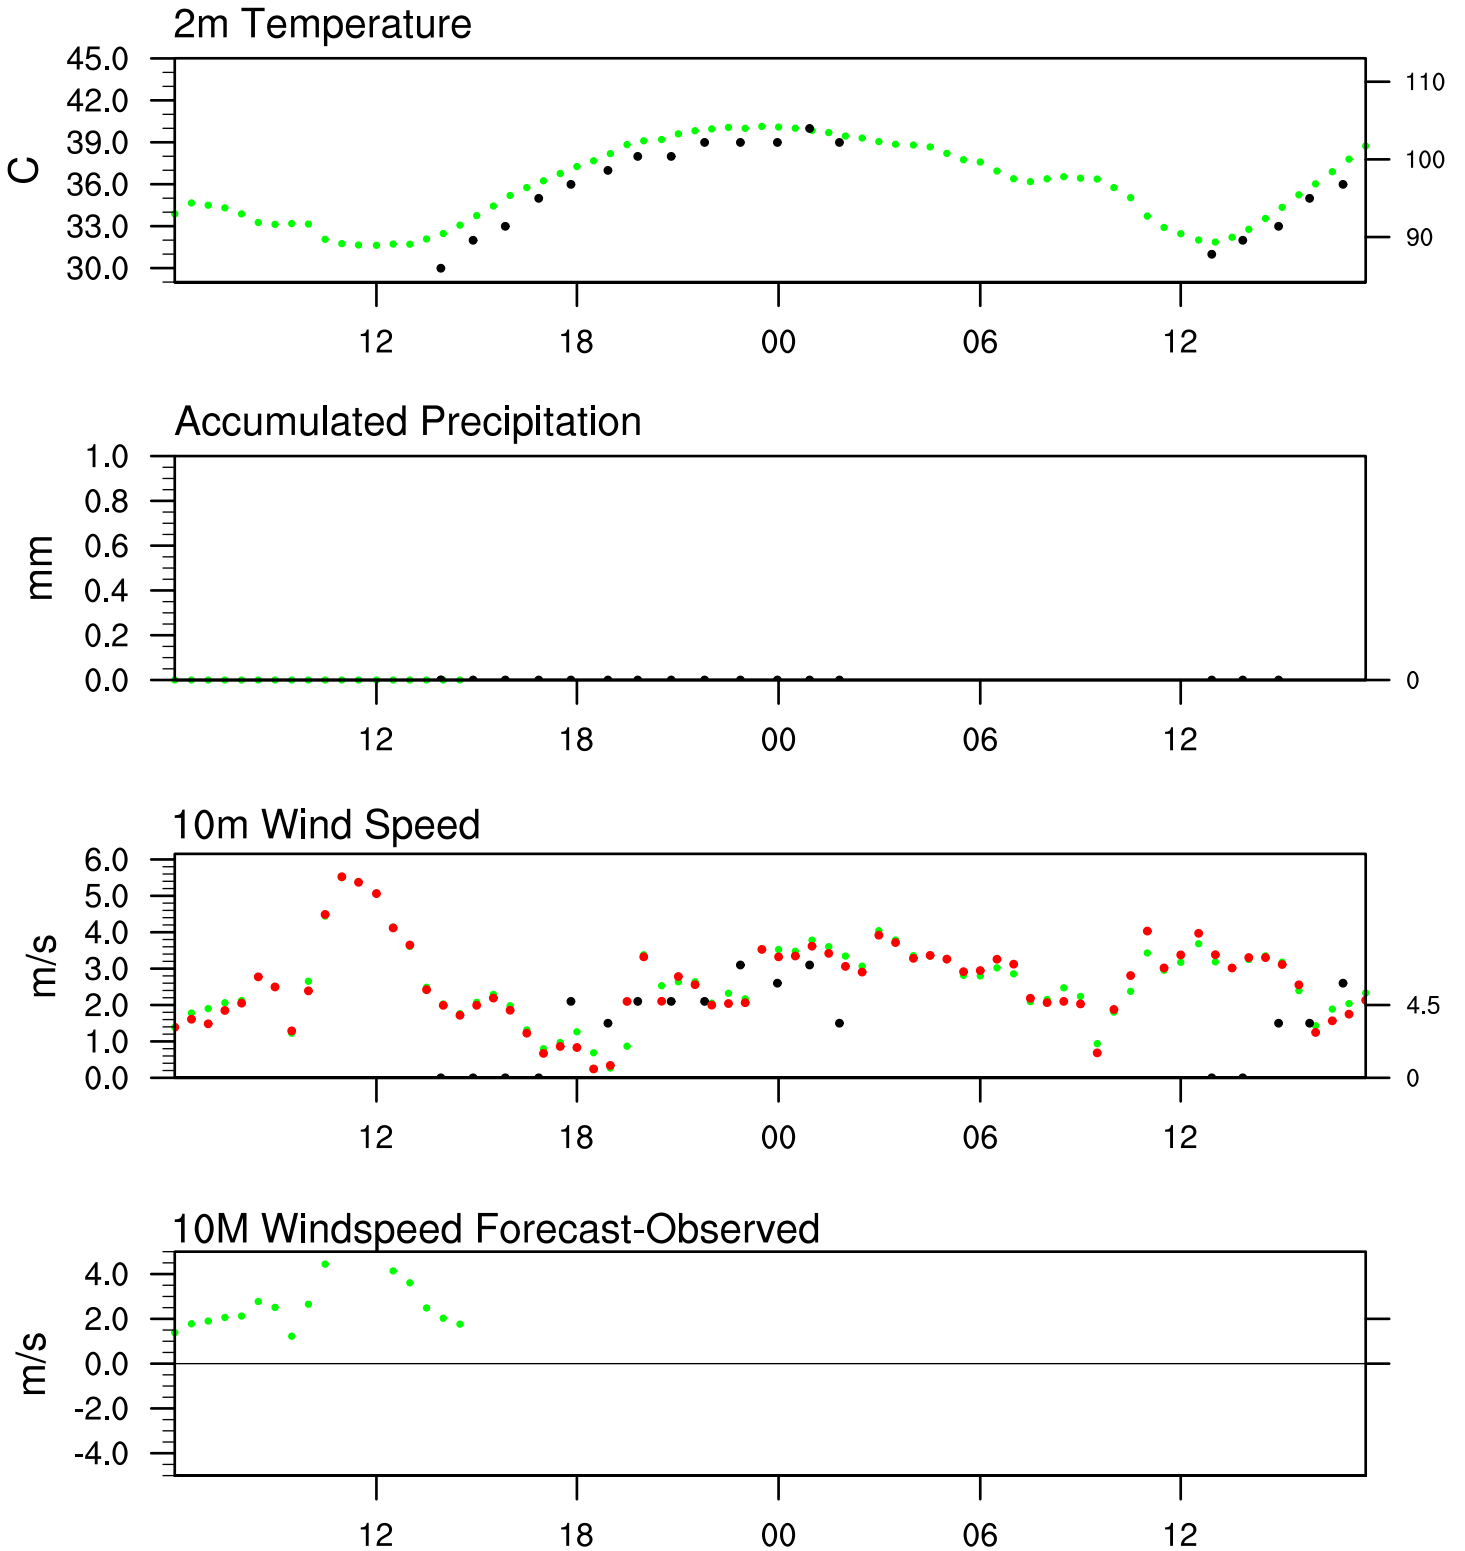 2m Temperature
45.0
42.0
39.0
36.0
33.0
30.0
C
110
100
90
12 18 00 06 12
Accumulated Precipitation
1.0
0.8
0.6
0.4
0.2
0.0
mm
0
12 18 00 06 12
10m Wind Speed
6.0
5.0
4.0
3.0
2.0
1.0
0.0
m/s
4.5
0
12 18 00 06 12
10M Windspeed Forecast-Observed
4.0
2.0
0.0
-2.0
-4.0
m/s
12 18 00 06 12